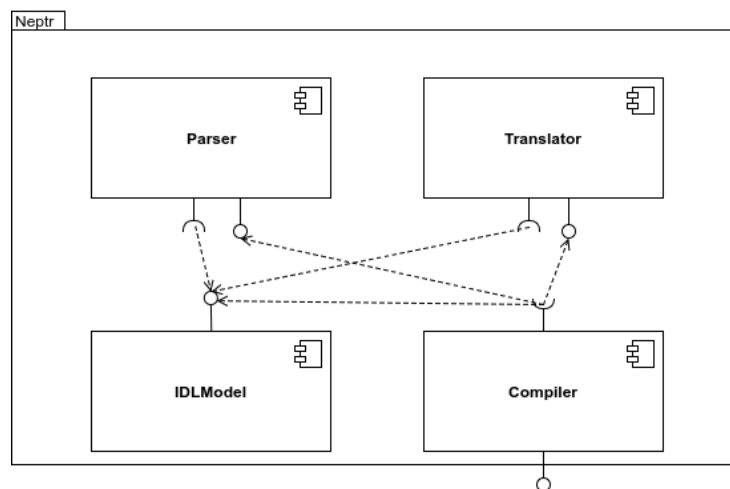 Neptr
Parser
Translator
IDLModel
Compiler